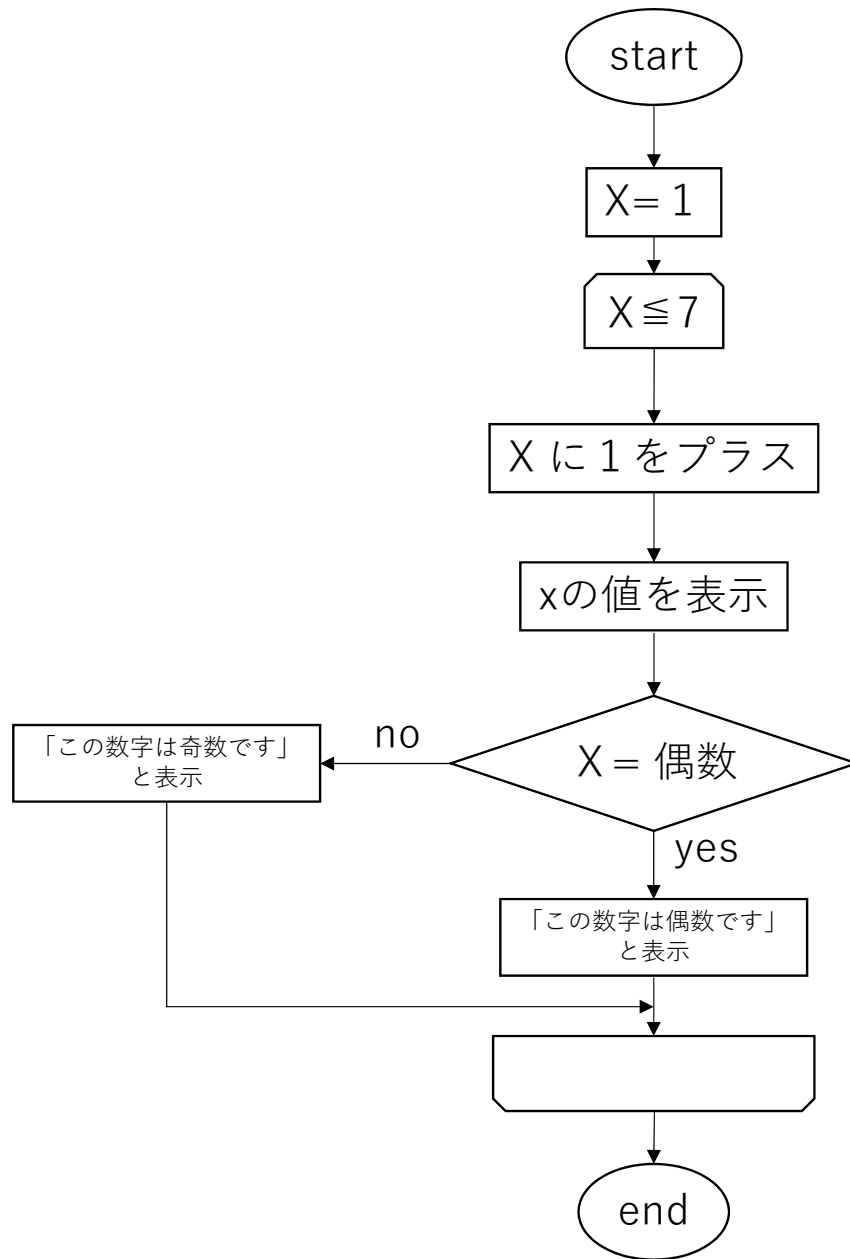 start
X=1
X≦7
X に1をプラス
xの値を表示
X = 偶数
no
「この数字は奇数です」
と表示
yes
「この数字は偶数です」
と表示
end